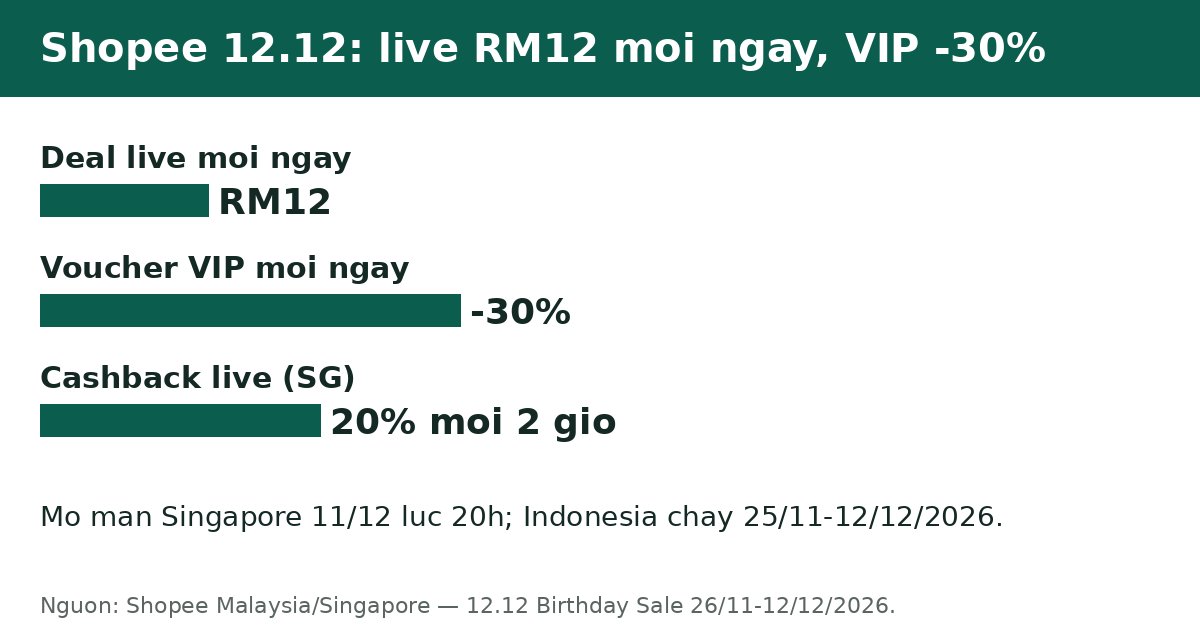 Shopee 12.12: live RM12 moi ngay, VIP -30%
Deal live moi ngay
RM12
Voucher VIP moi ngay
-30%
Cashback live (SG)
20% moi 2 gio
Mo man Singapore 11/12 luc 20h; Indonesia chay 25/11-12/12/2026.
Nguon: Shopee Malaysia/Singapore — 12.12 Birthday Sale 26/11-12/12/2026.